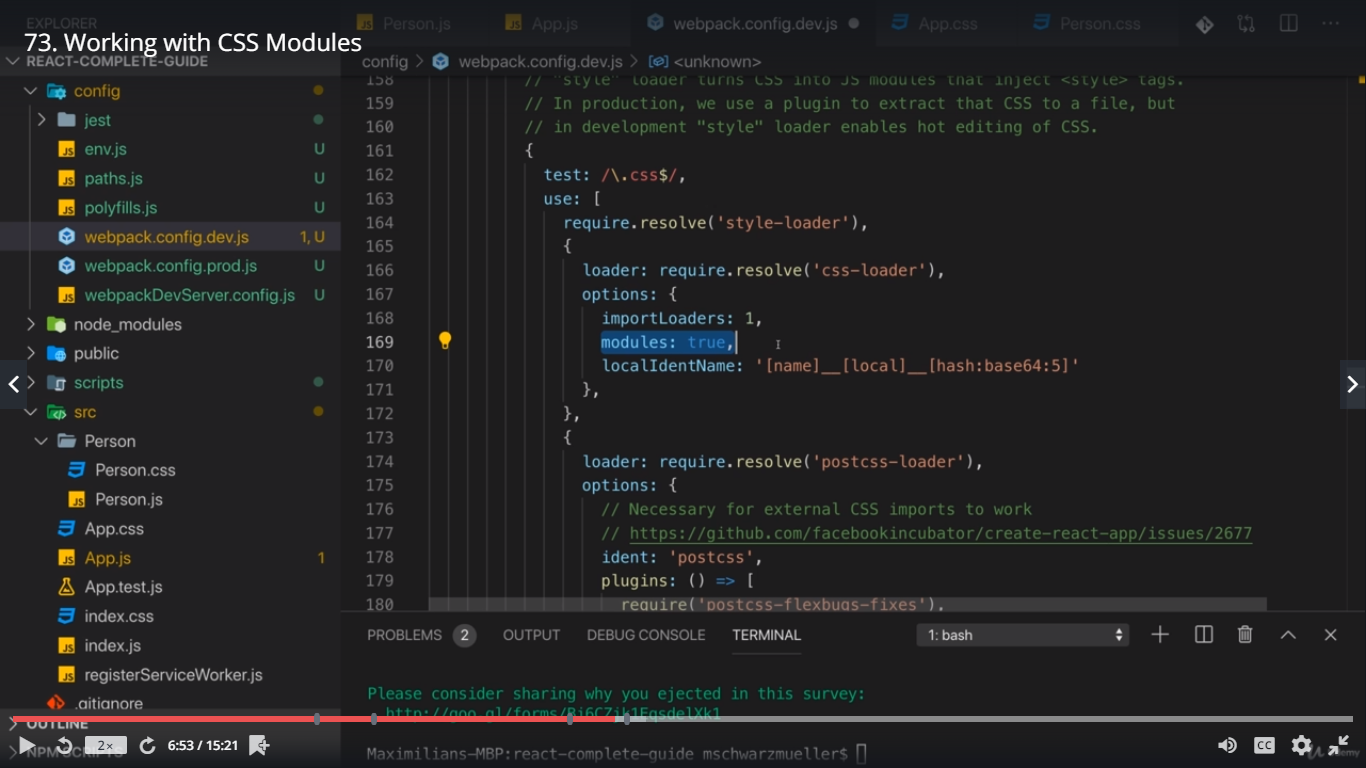 EXPLORER
73. Working with CSS Modules
REACT-COMPLETE-GUIDE
config
jest
env.js U
paths.js U
polyfills.js U
webpack.config.dev.js 1, U
webpack.config.prod.js U
webpackDevServer.config.js U
node_modules
public
scripts
src
Person
Person.css
Person.js
App.css
App.js 1
App.test.js
index.css
index.js
registerServiceWorker.js
.gitignore
OUTLINE
NPM SCRIPTS
Person.js App.js webpack.config.dev.js App.css Person.css
config > webpack.config.dev.js > <unknown>
158 // "style" loader turns CSS into JS modules that inject <style> tags.
159 // In production, we use a plugin to extract that CSS to a file, but
160 // in development "style" loader enables hot editing of CSS.
161 {
162 test: /\.css$/,
163 use: [
164 require.resolve('style-loader'),
165 {
166 loader: require.resolve('css-loader'),
167 options: {
168 importLoaders: 1,
169 modules: true,
170 localIdentName: '[name]__[local]__[hash:base64:5]'
171 },
172 },
173 {
174 loader: require.resolve('postcss-loader'),
175 options: {
176 // Necessary for external CSS imports to work
177 // https://github.com/facebookincubator/create-react-app/issues/2677
178 ident: 'postcss',
179 plugins: () => [
180 require('postcss-flexbugs-fixes'),
PROBLEMS 2 OUTPUT DEBUG CONSOLE TERMINAL 1: bash
Please consider sharing why you ejected in this survey:
Maximilians-MBP:react-complete-guide mschwarzmueller$
2x 6:53 / 15:21 CC